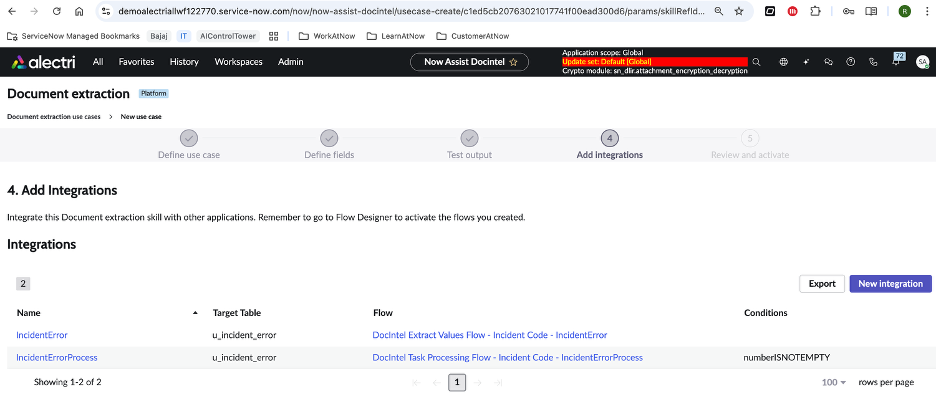 demoalectriallwf122770.service-now.com/now/now-assist-docintel/usecase-create/c1ed5cb20763021017741f00ead300d6/params/skillRefId...
R
ServiceNow Managed Bookmarks Bajaj IT AIControlTower WorkAtNow LearnAtNow CustomerAtNow
alectri All Favorites History Workspaces Admin Now Assist Docintel
Application scope: Global
Update set: Default [Global]
Crypto module: sn_dlr.attachment_encryption_decryption
72
SA
Document extraction Platform
Document extraction use cases > New use case
4 5
Define use case Define fields Test output Add integrations Review and activate
4. Add Integrations
Integrate this Document extraction skill with other applications. Remember to go to Flow Designer to activate the flows you created.
Integrations
2 Export New integration
Name Target Table Flow Conditions
IncidentError u_incident_error DocIntel Extract Values Flow - Incident Code - IncidentError
IncidentErrorProcess u_incident_error DocIntel Task Processing Flow - Incident Code - IncidentErrorProcess numberISNOTEMPTY
Showing 1-2 of 2 1 100 rows per page